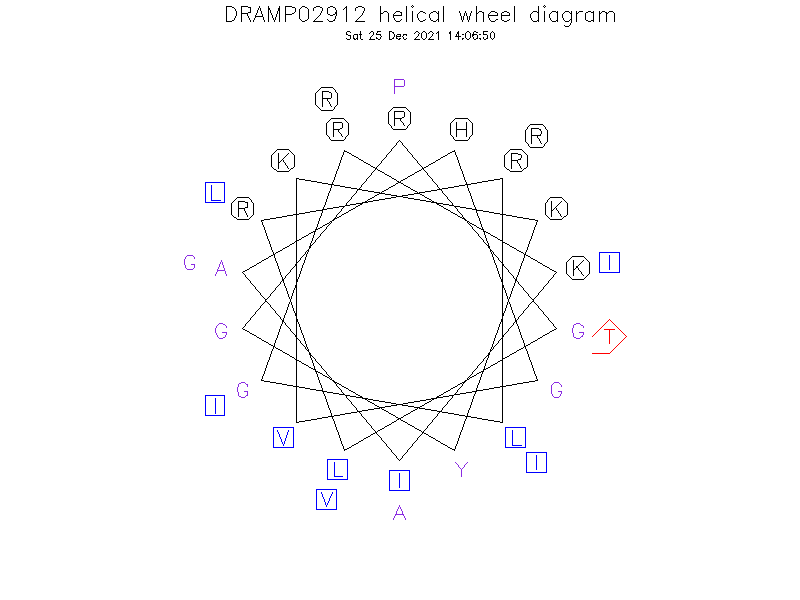 DRAMP02912 helical wheel diagram
Sat 25 Dec 2021 14:06:50
P
R
R R H R
K R
L R K
G A K I
G G T
I G G
V L
L I Y I
V A